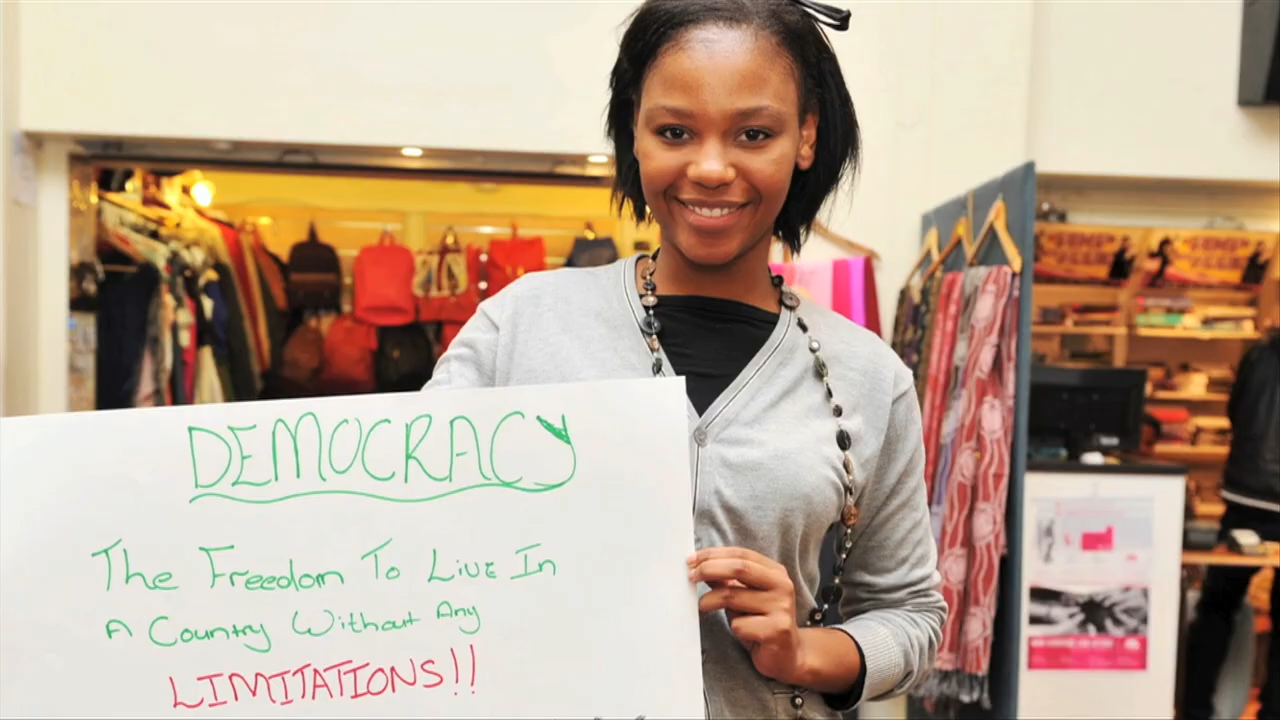 DEMOCRACY
The Freedom To Live In
A Country Without Any
LIMITATIONS!!